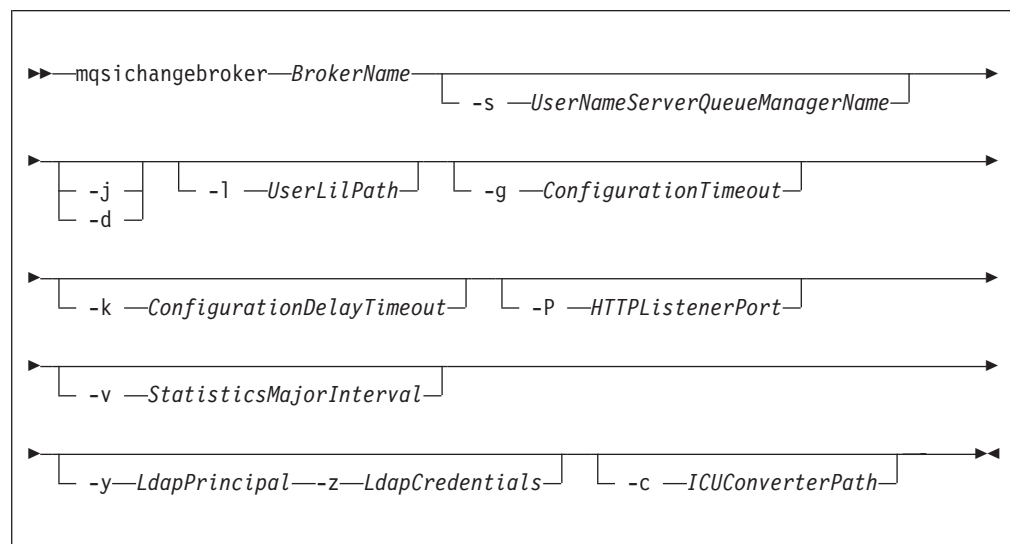 mqsichangebroker BrokerName
-s UserNameServerQueueManagerName
-j -l UserLilPath -g ConfigurationTimeout
-d
-k ConfigurationDelayTimeout -P HTTPListenerPort
-v StatisticsMajorInterval
-y LdapPrincipal -z LdapCredentials -c ICUConverterPath